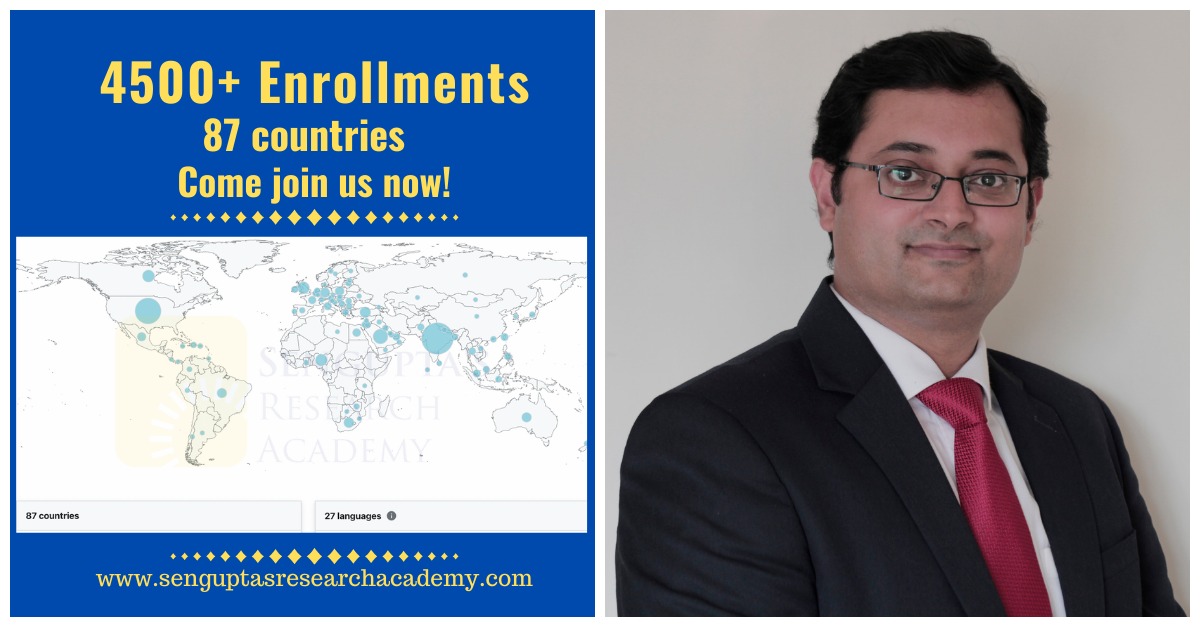 4500+ Enrollments
87 countries
Come join us now!
SENGUPTA'S
RESEARCH
ACADEMY
87 countries
27 languages
www.senguptasresearchacademy.com